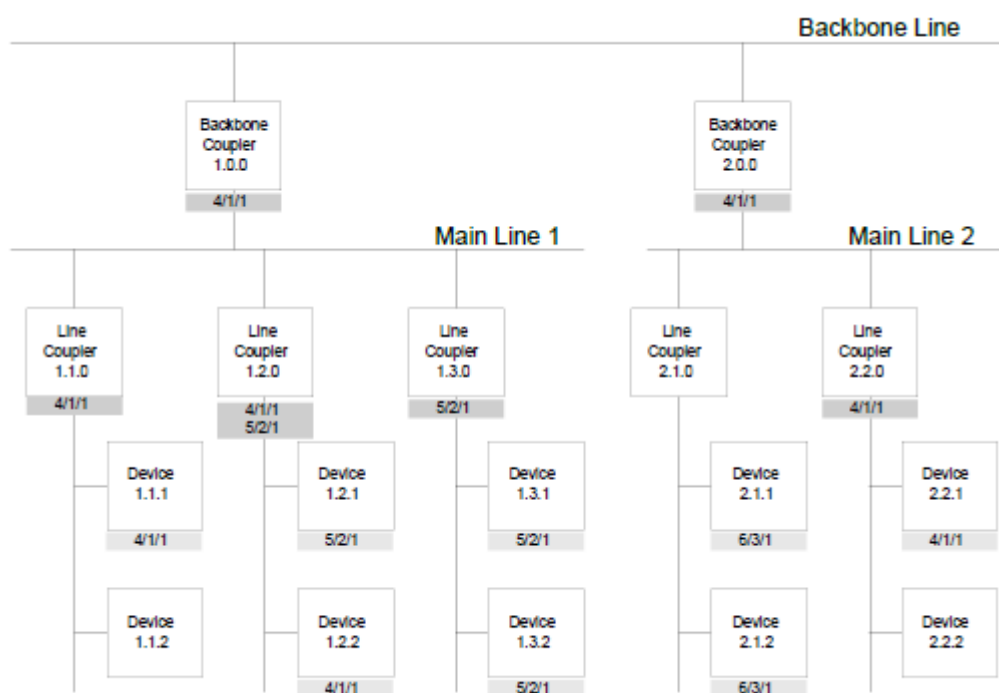 Backbone Line
Backbone
Coupler
1.0.0
4/1/1
Backbone
Coupler
2.0.0
4/1/1
Main Line 1
Main Line 2
Line
Coupler
1.1.0
4/1/1
Line
Coupler
1.2.0
4/1/1
5/2/1
Line
Coupler
1.3.0
5/2/1
Line
Coupler
2.1.0
Line
Coupler
2.2.0
4/1/1
Device
1.1.1
4/1/1
Device
1.2.1
5/2/1
Device
1.3.1
5/2/1
Device
2.1.1
6/3/1
Device
2.2.1
4/1/1
Device
1.1.2
Device
1.2.2
4/1/1
Device
1.3.2
5/2/1
Device
2.1.2
6/3/1
Device
2.2.2